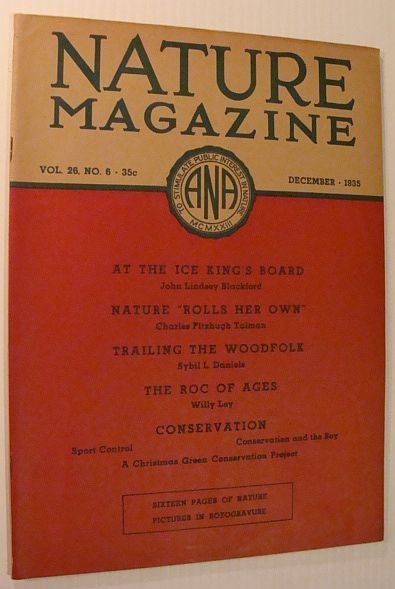 NATURE
MAGAZINE
VOL. 26, NO. 6 · 35c
DECEMBER · 1935
TO STIMULATE PUBLIC INTEREST IN NATURE
ANA
MCMXXIII
AT THE ICE KING'S BOARD
John Lindsey Blackford
NATURE "ROLLS HER OWN"
Charles Fitzhugh Talman
TRAILING THE WOODFOLK
Sybil L. Daniels
THE ROC OF AGES
Willy Ley
CONSERVATION
Sport Control
Conservation and the Boy
A Christmas Green Conservation Project
SIXTEEN PAGES OF NATURE
PICTURES IN ROTOGRAVURE